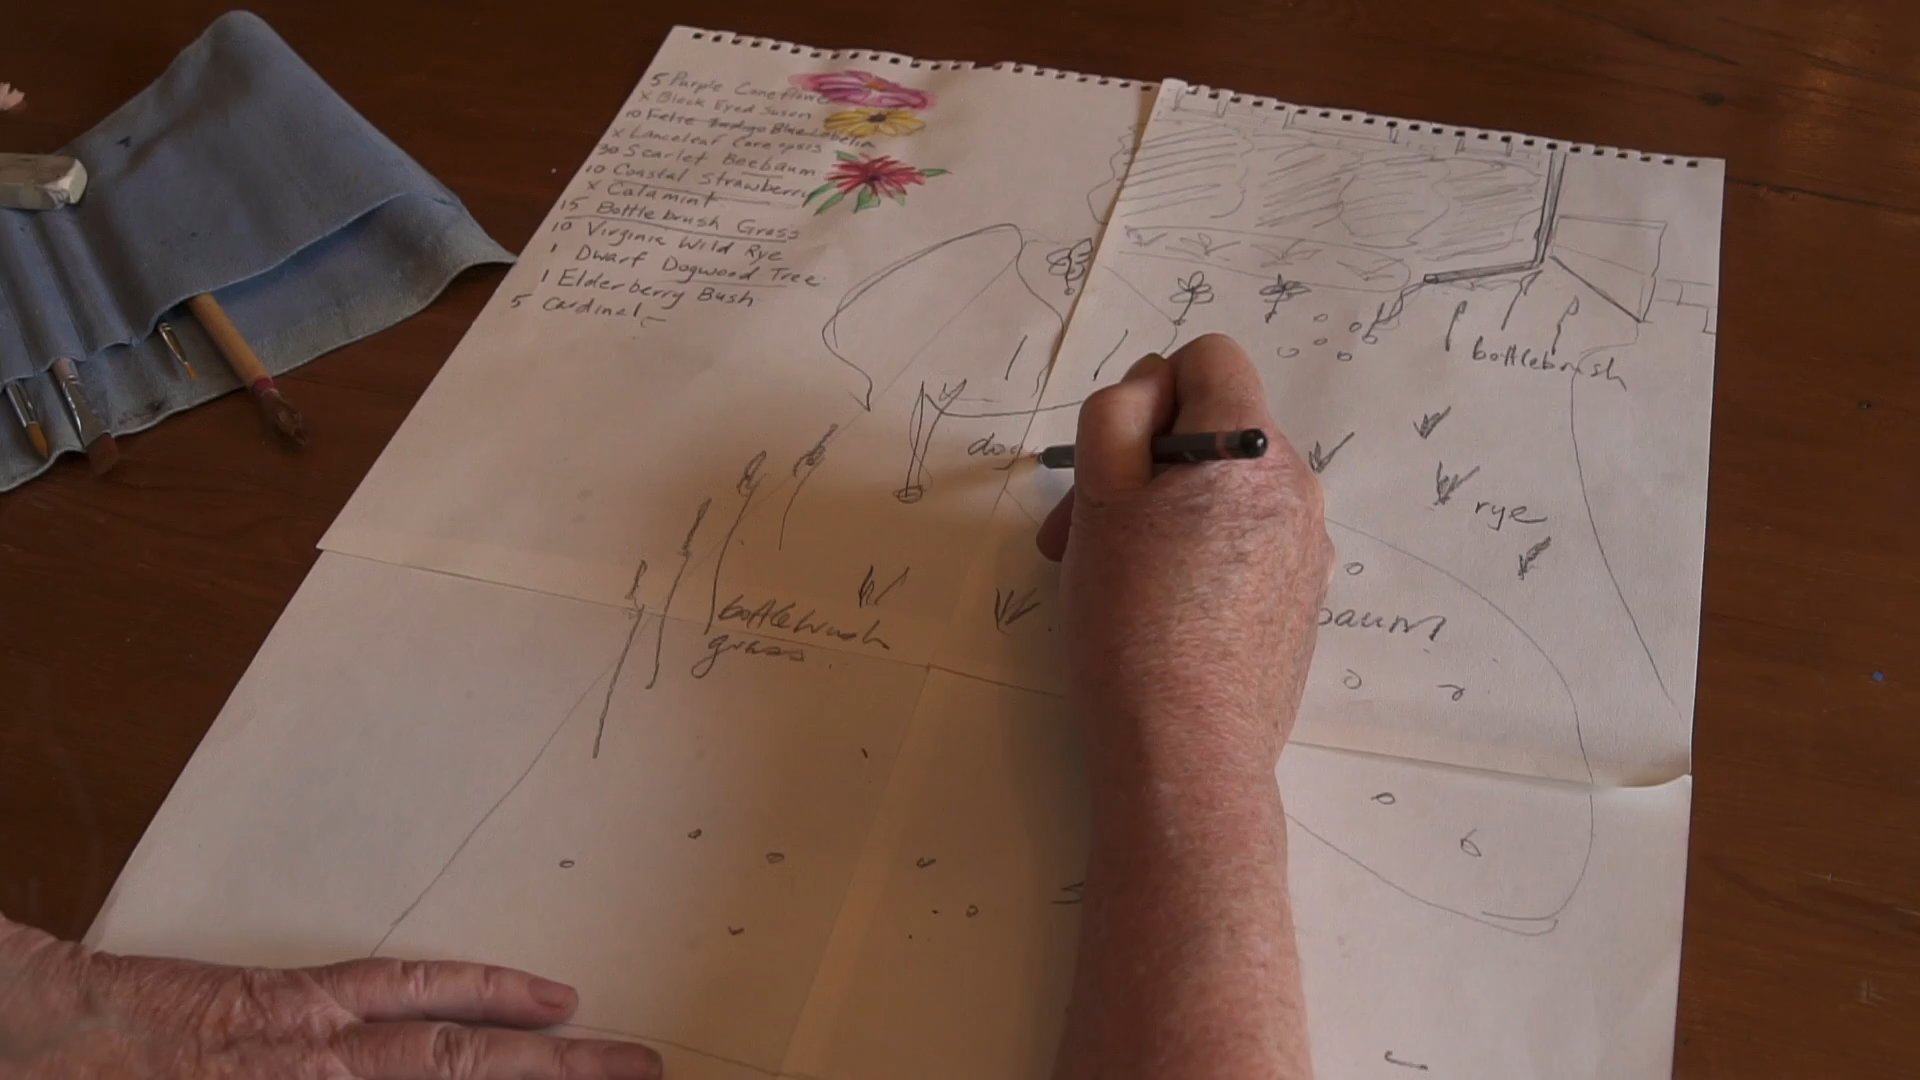 5 Purple Coneflower
x Black Eyed Susan
10 False Indigo Blue Lobelia
x Lanceleaf Coreopsis
30 Scarlet Beebaum
10 Coastal Strawberry
x Calamint
15 Bottlebrush Grass
10 Virginia Wild Rye
1 Dwarf Dogwood Tree
1 Elderberry Bush
5 Cardinal
bottlebrush
dog
rye
baum
bottlebrush
grass